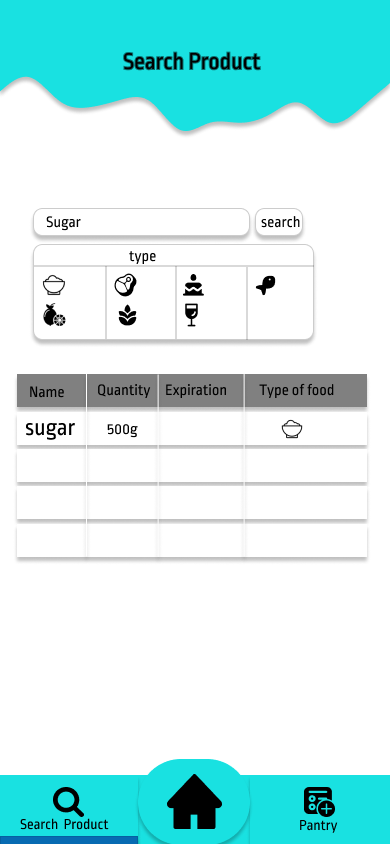 Search Product
Sugar
search
type
Name Quantity Expiration Type of food
sugar 500g
Search Product
Pantry